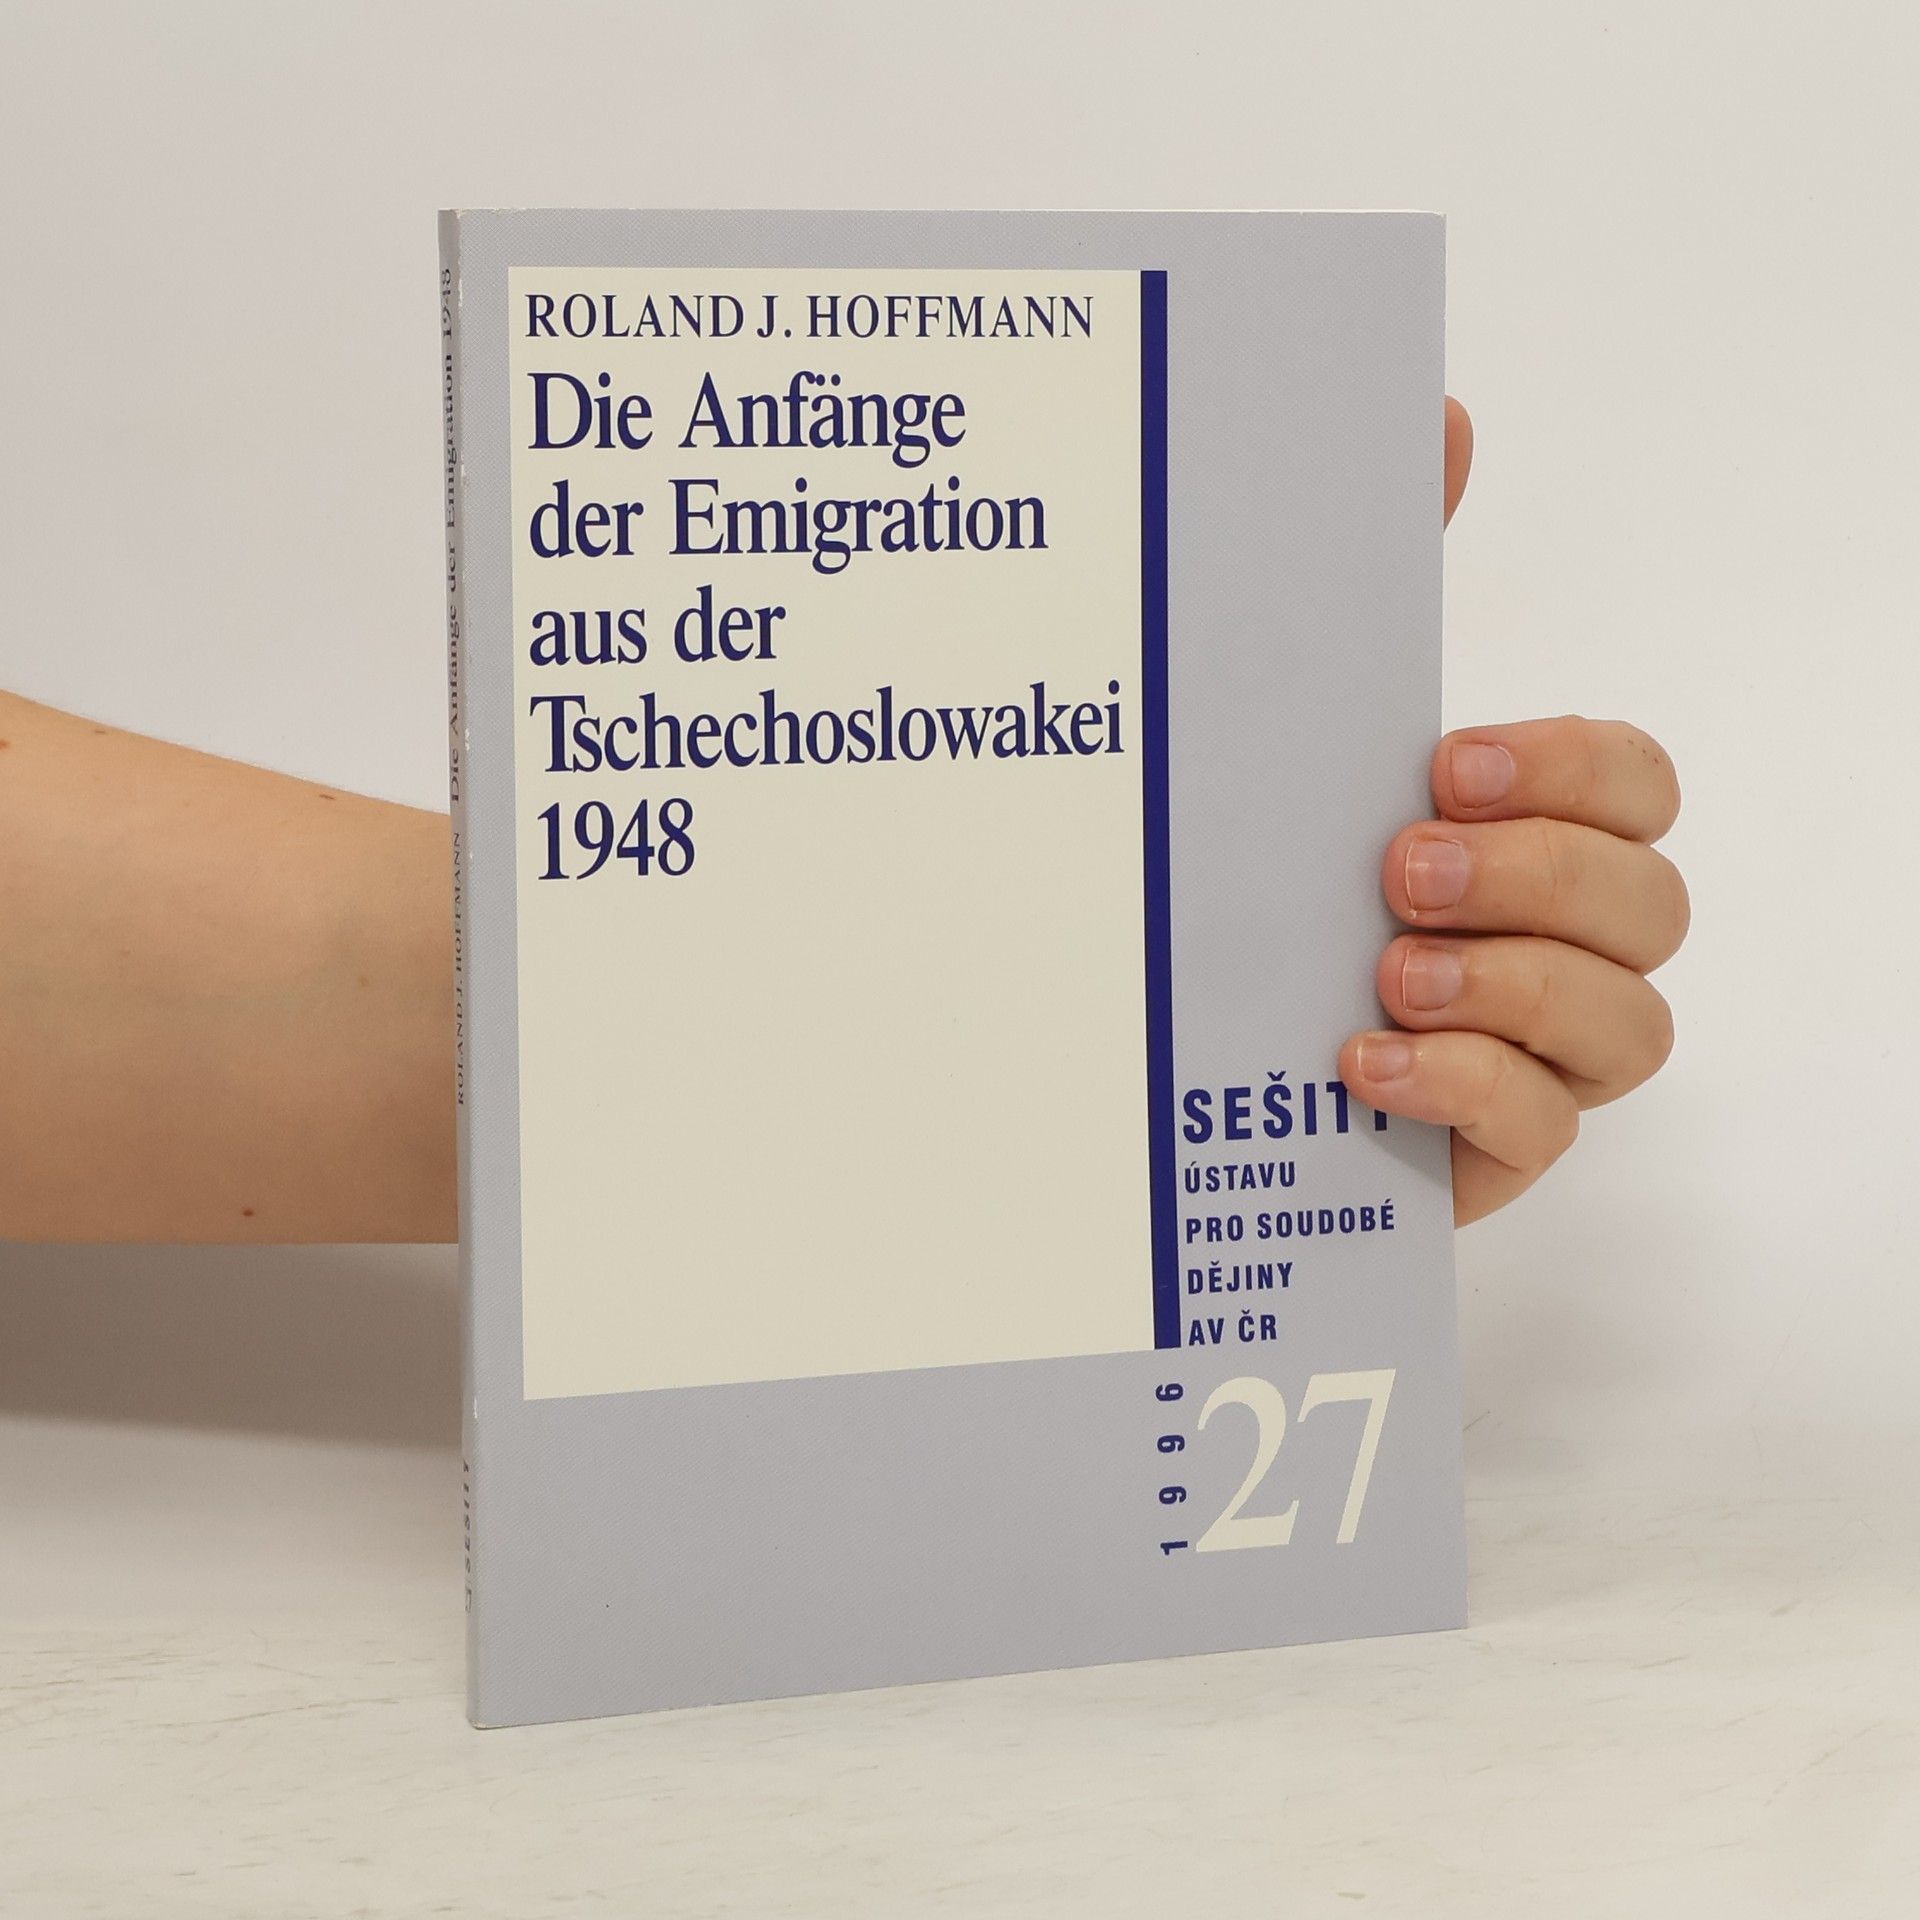 ROLAND J. HOFFMANN
Die Anfänge
der Emigration
aus der
Tschechoslowakei
1948
SEŠITY
ÚSTAVU
PRO SOUDOBÉ
DĚJINY
AV ČR
1996
27
ROLAND J. HOFFMANN Die Anfänge der Emigration 1948
SEŠITY